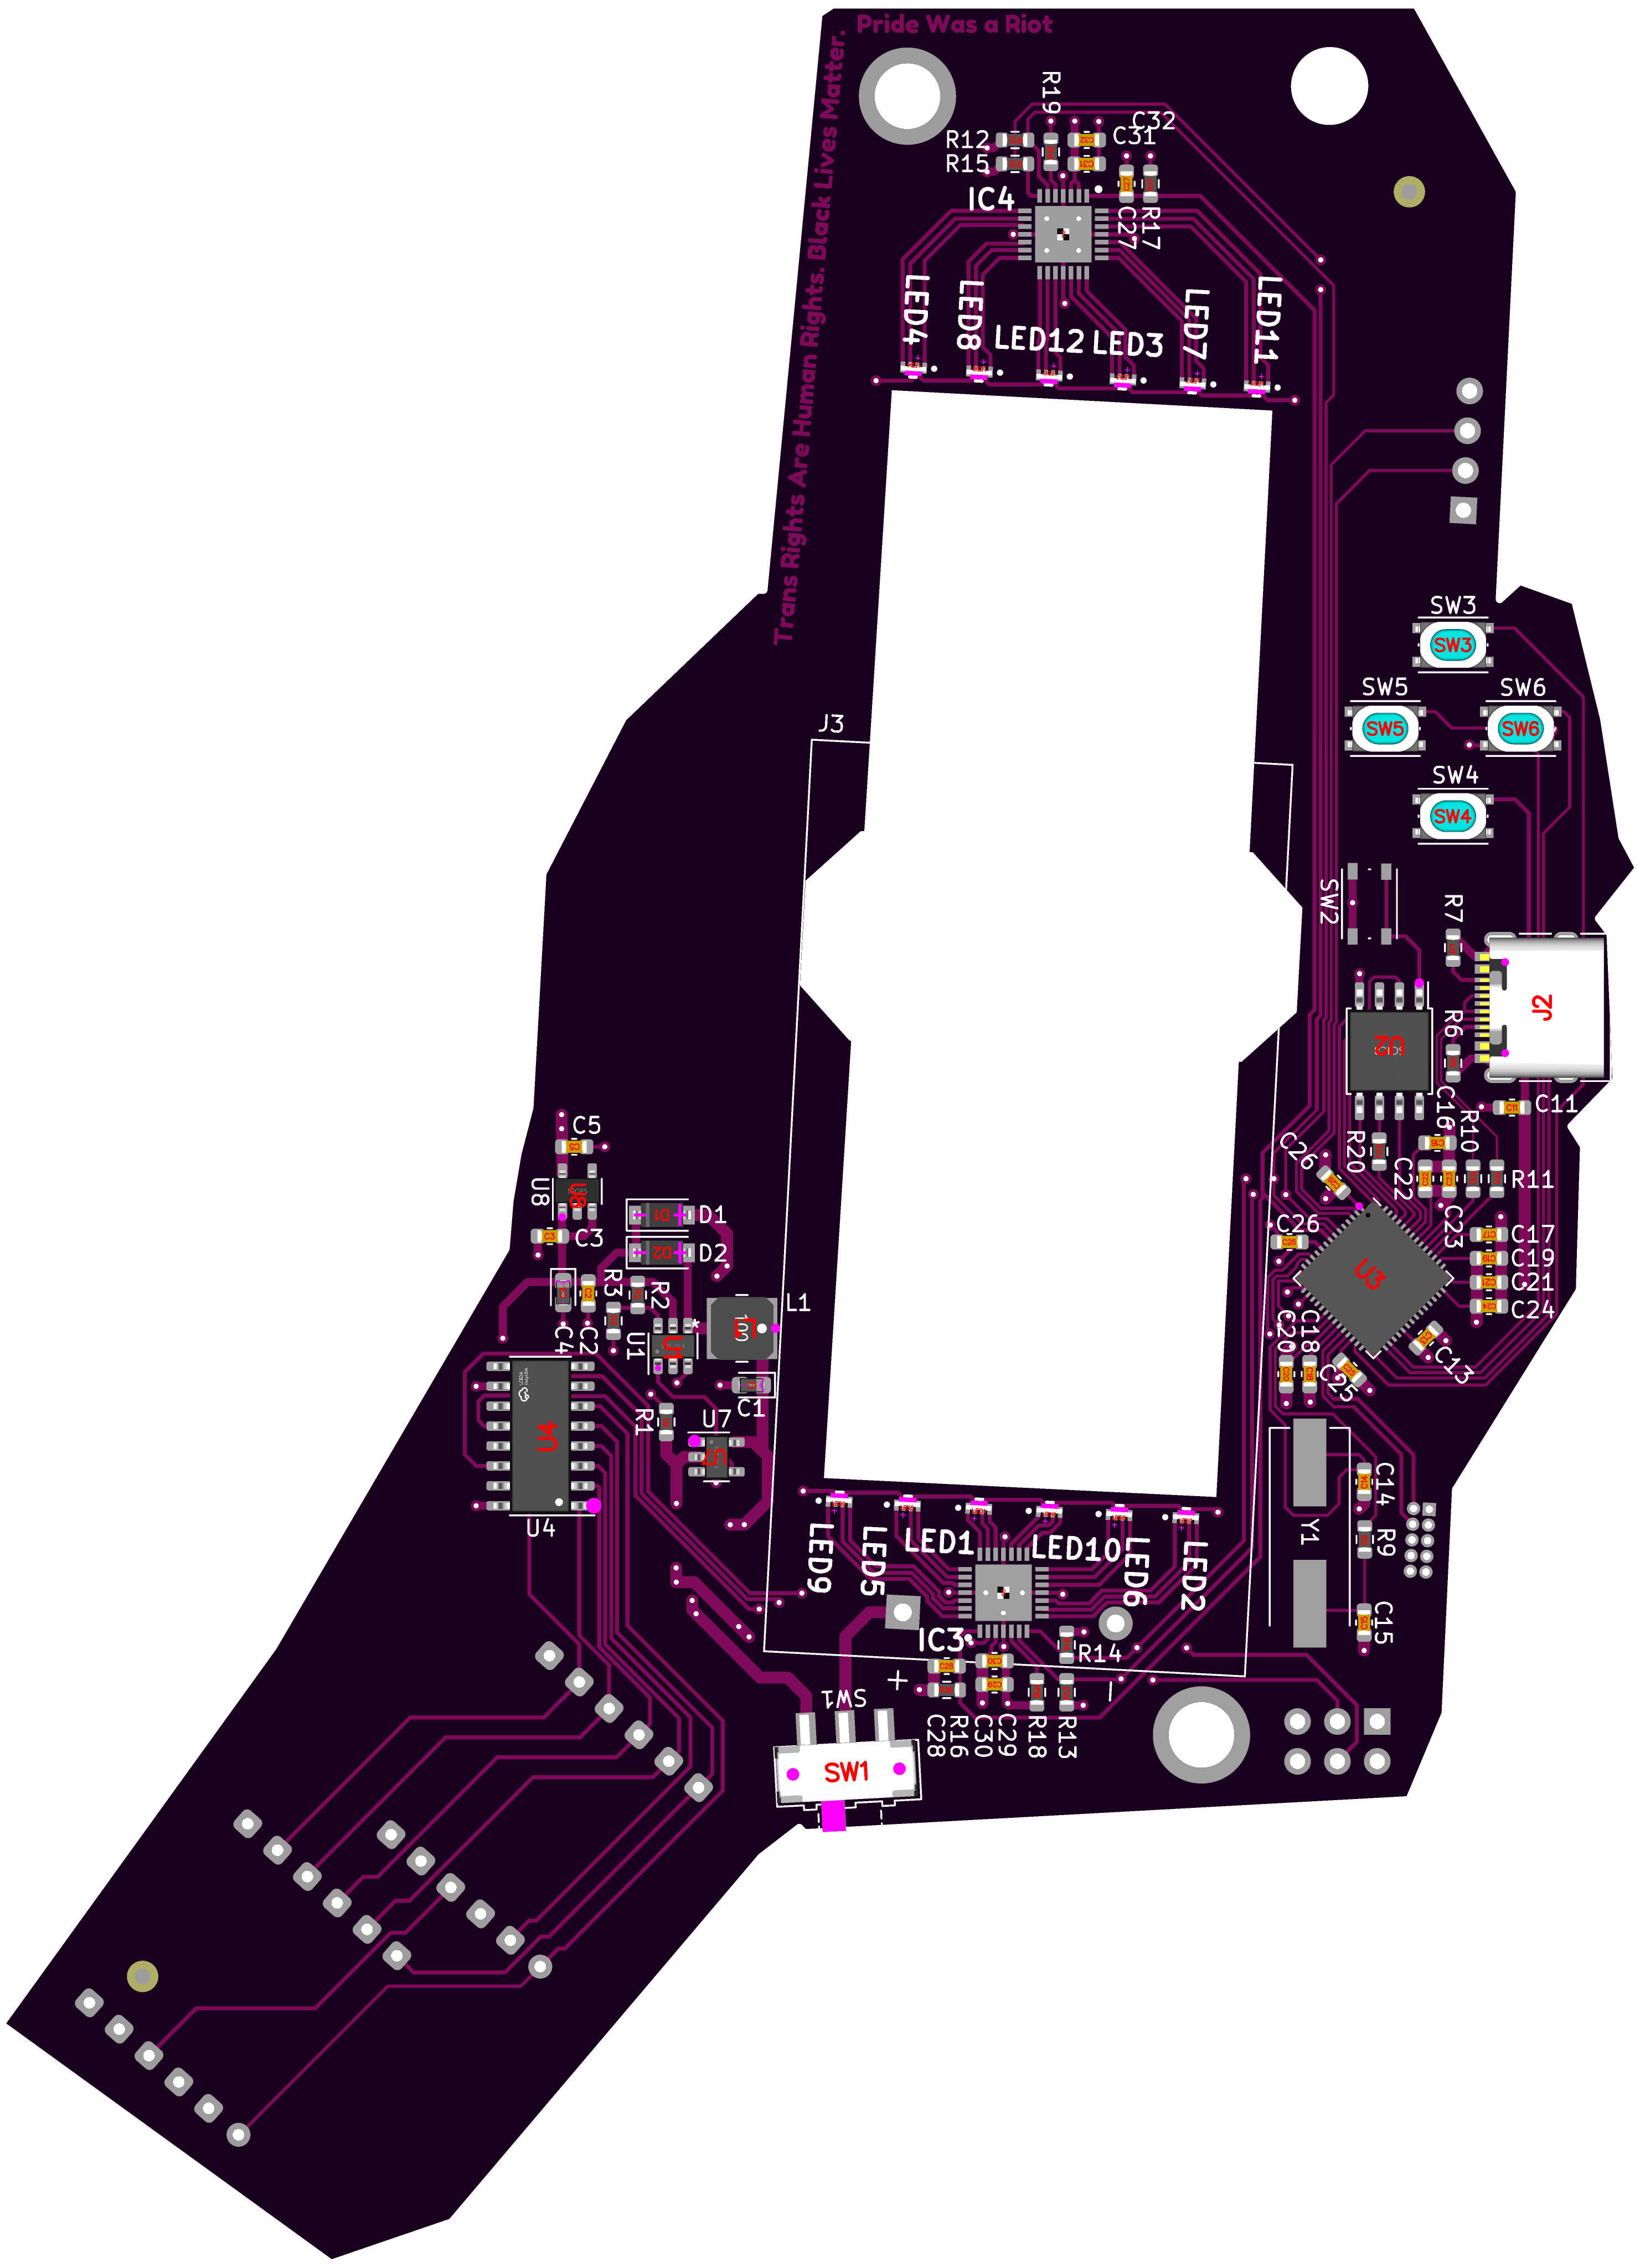 Pride Was a Riot
Trans Rights Are Human Rights. Black Lives Matter.
R19
C32
R12
C31
R15
IC4
C27
R17
LED4
LED8
LED12
LED3
LED7
LED11
SW3
SW3
SW5
SW6
SW5
SW6
J3
SW4
SW4
SW2
R7
J2
R6
U2
C16
R10
C11
C11
C5
C5
C26
R20
C22
R11
U8
U8
D1
D1
C23
C3
C3
C26
C17
D2
D2
C19
R3
R2
U3
C21
L1
100
C24
C4
C2
U1
U1
C20
C18
C25
C13
C1
R1
U7
U7
U4
U4
C14
Y1
R9
C15
LED9
LED5
LED1
LED10
LED6
LED2
IC3
R14
+
SW1
C28
R16
C30
C29
R18
R13
SW1